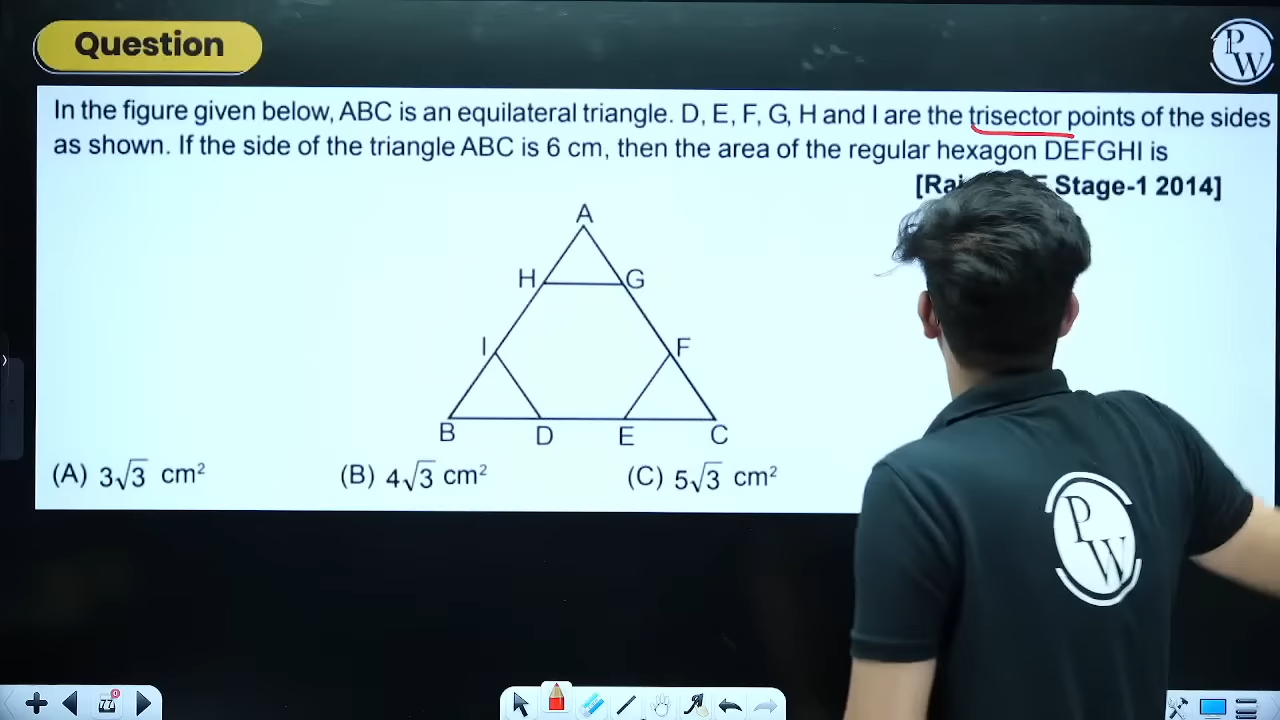 Question
PW
In the figure given below, ABC is an equilateral triangle. D, E, F, G, H and I are the trisector points of the sides
as shown. If the side of the triangle ABC is 6 cm, then the area of the regular hexagon DEFGHI is
Stage-1 2014]
A
H G
I F
B D E C
(A) 3√3 cm² (B) 4√3 cm² (C) 5√3 cm²
PW